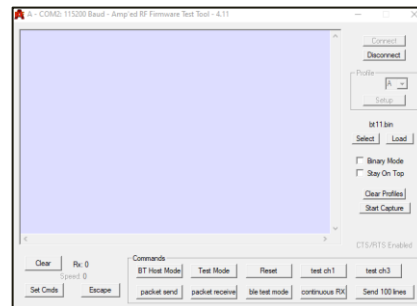 A - COM2: 115200 Baud - Amp'ed RF Firmware Test Tool - 4.11
Connect
Disconnect
Profile
A
Setup
bt11.bin
Select Load
Binary Mode
Stay On Top
Clear Profiles
Start Capture
CTS/RTS Enabled
Clear Rx: 0
Speed 0
Set Cmds Escape
Commands
BT Host Mode Test Mode Reset test ch1 test ch3
packet send packet receive ble test mode continuous RX Send 100 lines